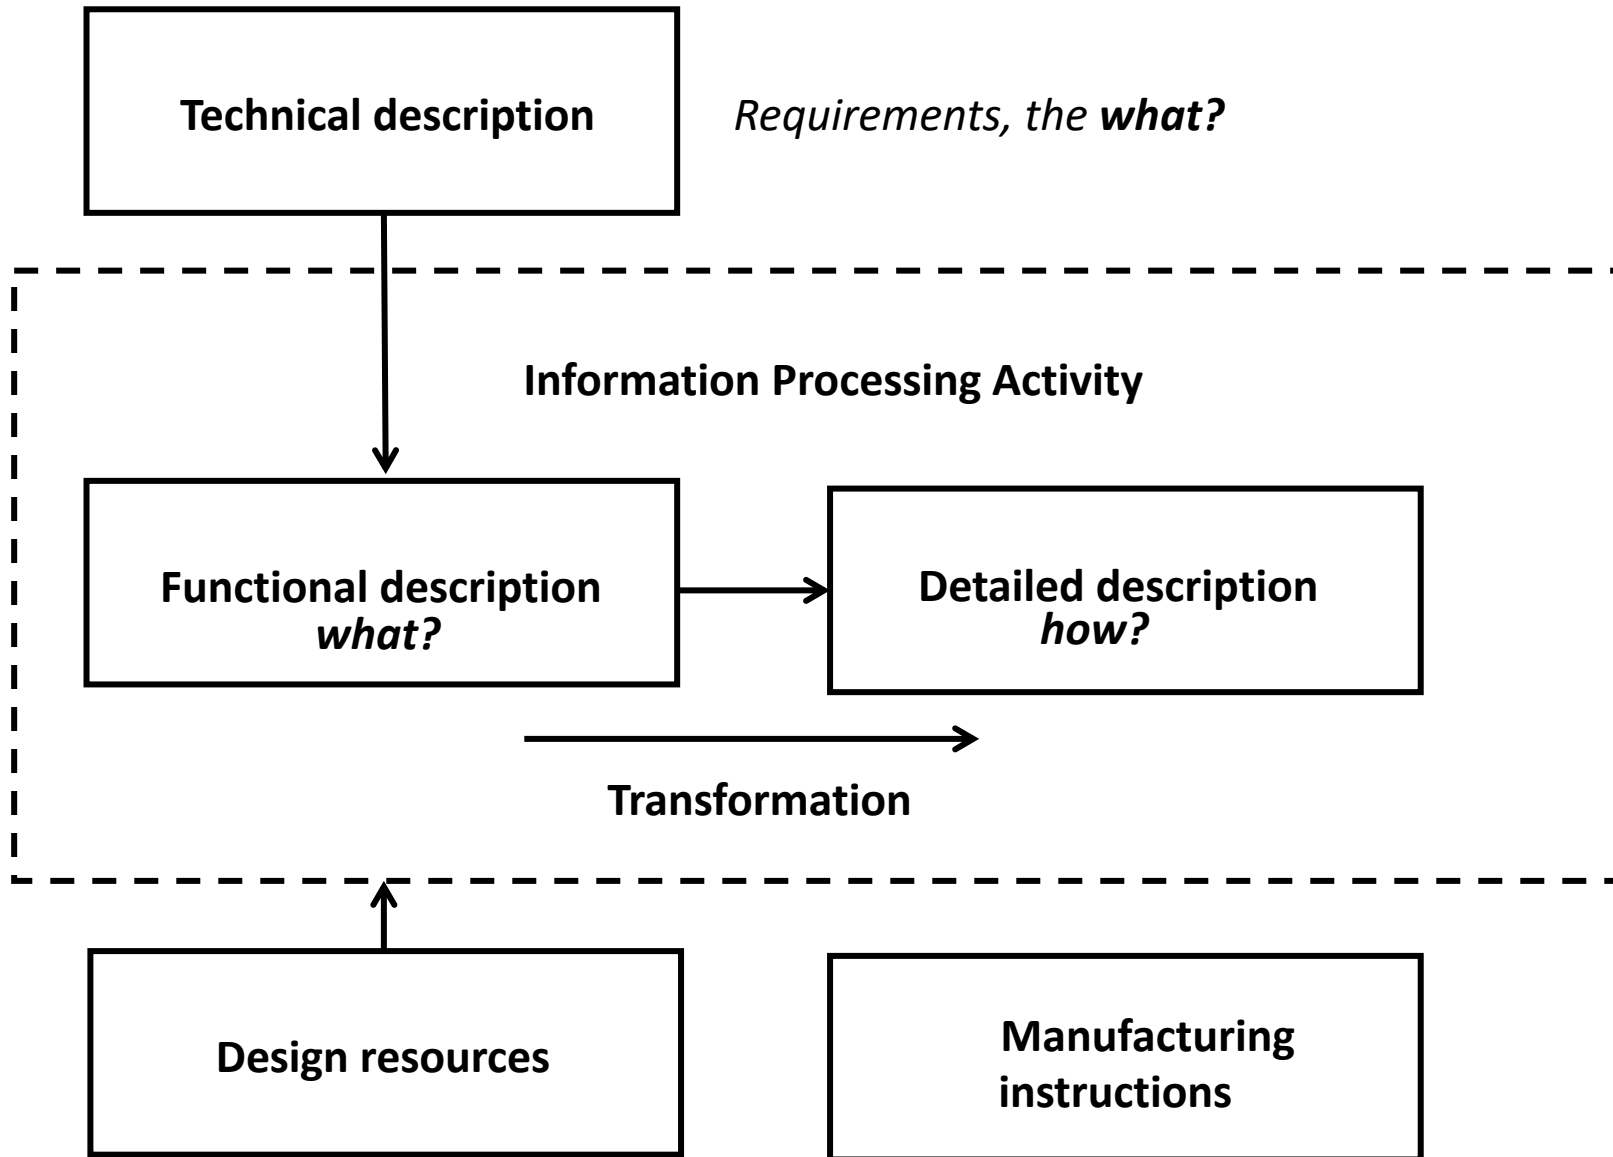 Technical description
Requirements, the what?
Information Processing Activity
Functional description
what?
Detailed description
how?
Transformation
Design resources
Manufacturing
instructions